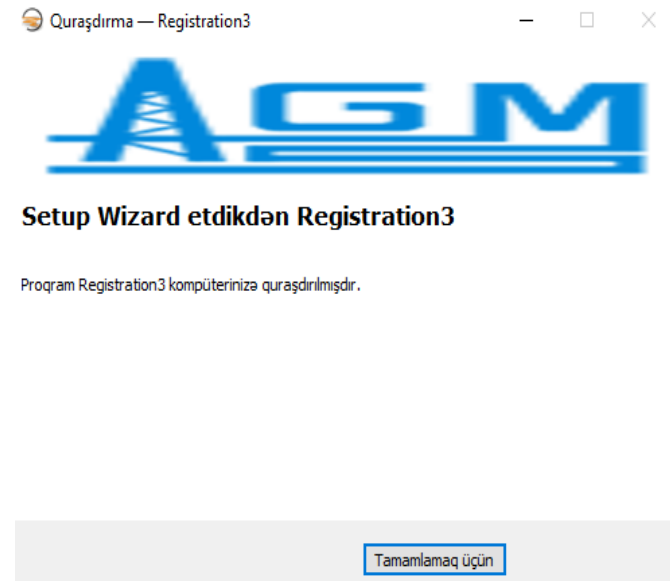 Quraşdırma — Registration3
AGM
Setup Wizard etdikdən Registration3
Proqram Registration3 kompüterinizə quraşdırılmışdır.
Tamamlamaq üçün